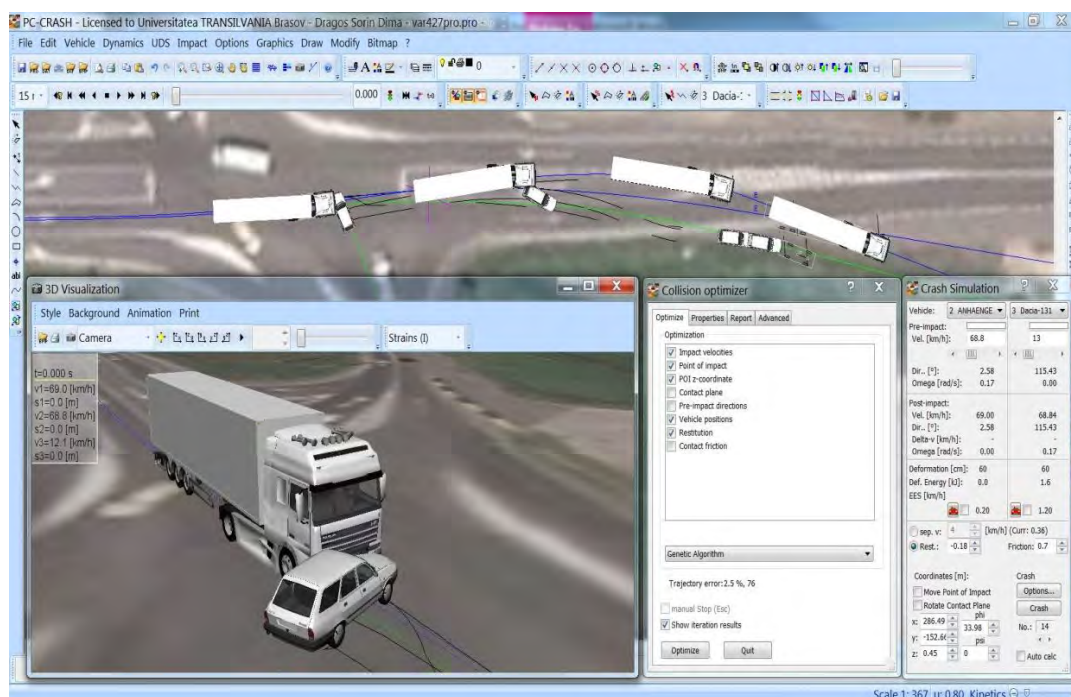 PC-CRASH - Licensed to Universitatea TRANSILVANIA Brasov - Dragos Sorin Dima - var427pro.pro -
File Edit Vehicle Dynamics UDS Impact Options Graphics Draw Modify Bitmap ?
0
0.000
3 Dacia-
abl
3D Visualization
Style Background Animation Print
Camera
Strains (I)
t=0.000 s
v1=69.0 [km/h]
s1=0.0 [m]
v2=68.8 [km/h]
s2=0.0 [m]
v3=12.1 [km/h]
s3=0.0 [m]
Collision optimizer
Optimize Properties Report Advanced
Optimization
Impact velocities
Point of impact
POI z-coordinate
Contact plane
Pre-impact directions
Vehicle positions
Restitution
Contact friction
Genetic Algorithm
Trajectory error:2.5 %, 76
manual Stop (Esc)
Show iteration results
Optimize Quit
Crash Simulation
Vehicle: 2 ANHAENGE 3 Dacia-131
Pre-impact:
Vel. [km/h]: 68.8 13
Dir.. [°]: 2.58 115.43
Omega [rad/s]: 0.17 0.00
Post-impact:
Vel. [km/h]: 69.00 68.84
Dir.. [°]: 2.58 115.43
Delta-v [km/h]: - -
Omega [rad/s]: 0.00 0.17
Deformation [cm]: 60 60
Def. Energy [kJ]: 0.0 1.6
EES [km/h]
0.20 1.20
sep. v: 4 [km/h] (Curr: 0.36)
Rest.: -0.18 Friction: 0.7
Coordinates [m]: Crash
Move Point of Impact Options...
Rotate Contact Plane Crash
phi
x: 286.49 33.98 No.: 14
y: -152.6 psi
z: 0.45 0 Auto calc
Scale 1: 367 µ: 0.80 Kinetics